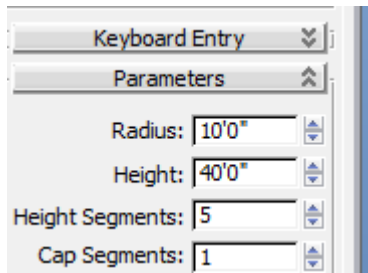 Keyboard Entry
Parameters
Radius: 10'0"
Height: 40'0"
Height Segments: 5
Cap Segments: 1